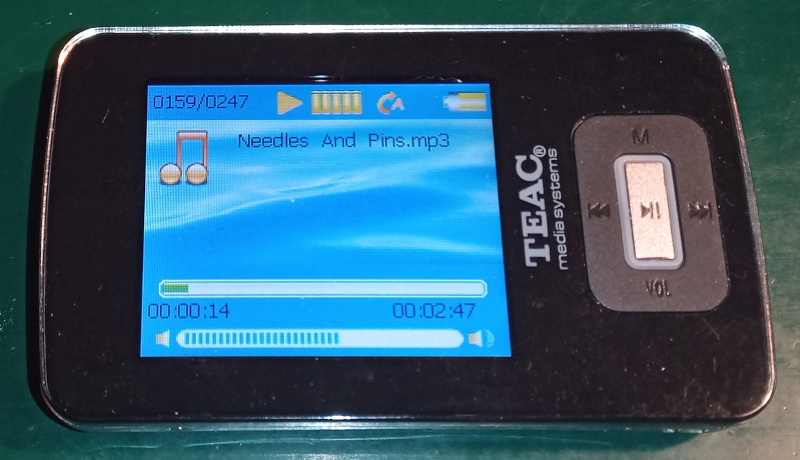 0159/0247
A
Needles And Pins.mp3
00:00:14
00:02:47
TEAC®
media systems
M
VOL